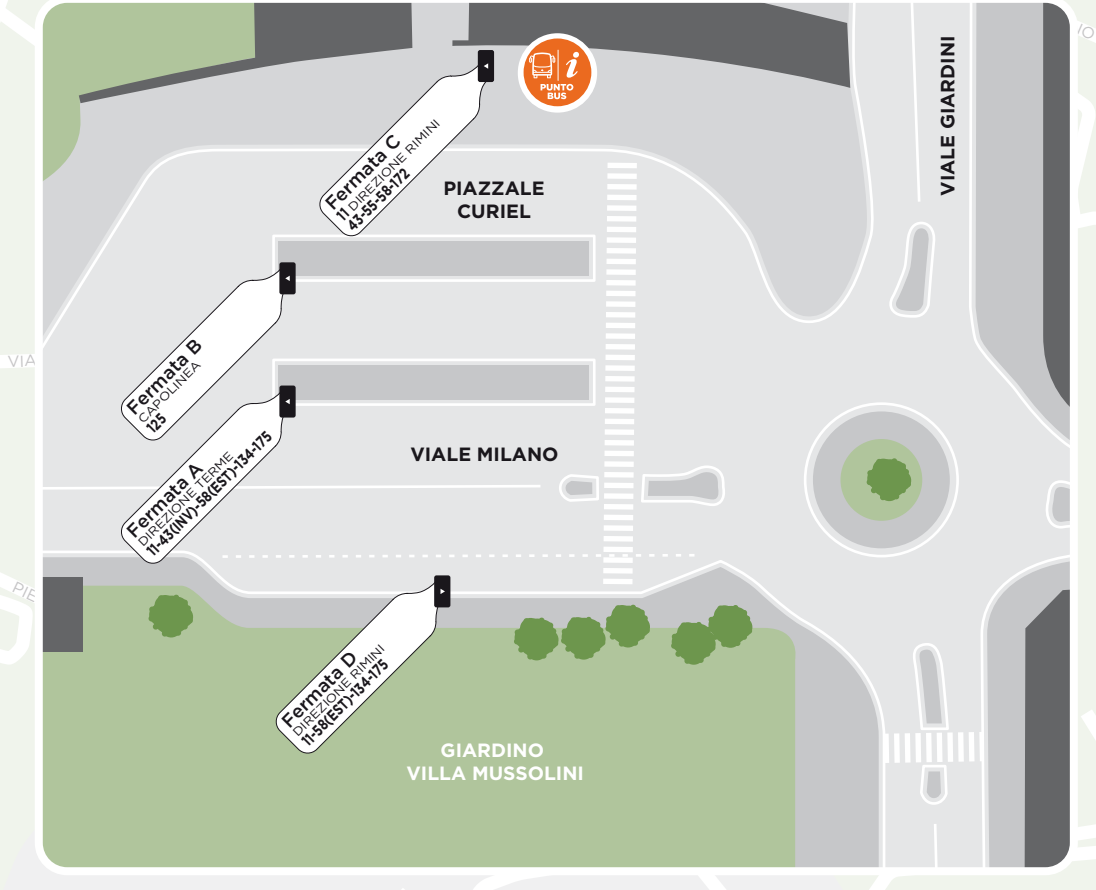 VIALE GIARDINI
PUNTO
BUS
Fermata C
11 DIREZIONE RIMINI
43-55-58-172
PIAZZALE
CURIEL
Fermata B
CAPOLINEA
125
VIA
Fermata A
DIREZIONE TERME
11-43(INV)-58(EST)-134-175
VIALE MILANO
PIE
Fermata D
DIREZIONE RIMINI
11-58(EST)-134-175
GIARDINO
VILLA MUSSOLINI